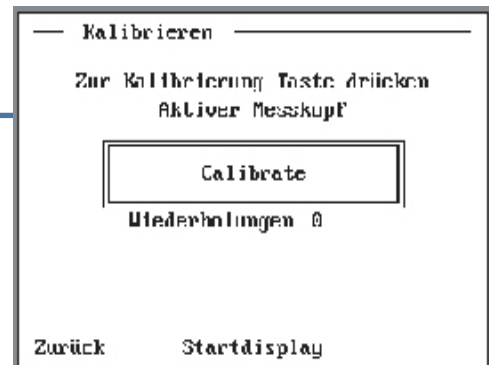 Kalibrieren
Zur Kalibrierung Taste drücken
Aktiver Messkopf
Calibrate
Wiederholungen 0
Zurück Startdisplay